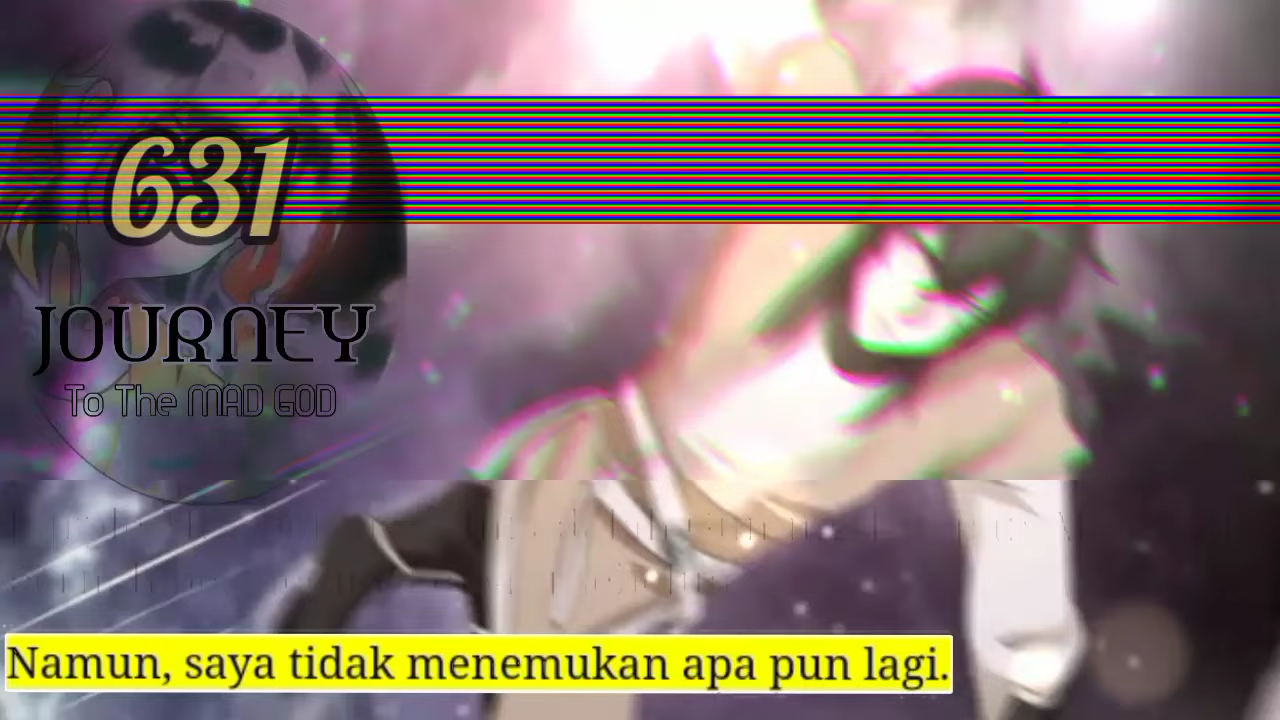 631
JOURNEY
To The MAD GOD
Namun, saya tidak menemukan apa pun lagi.